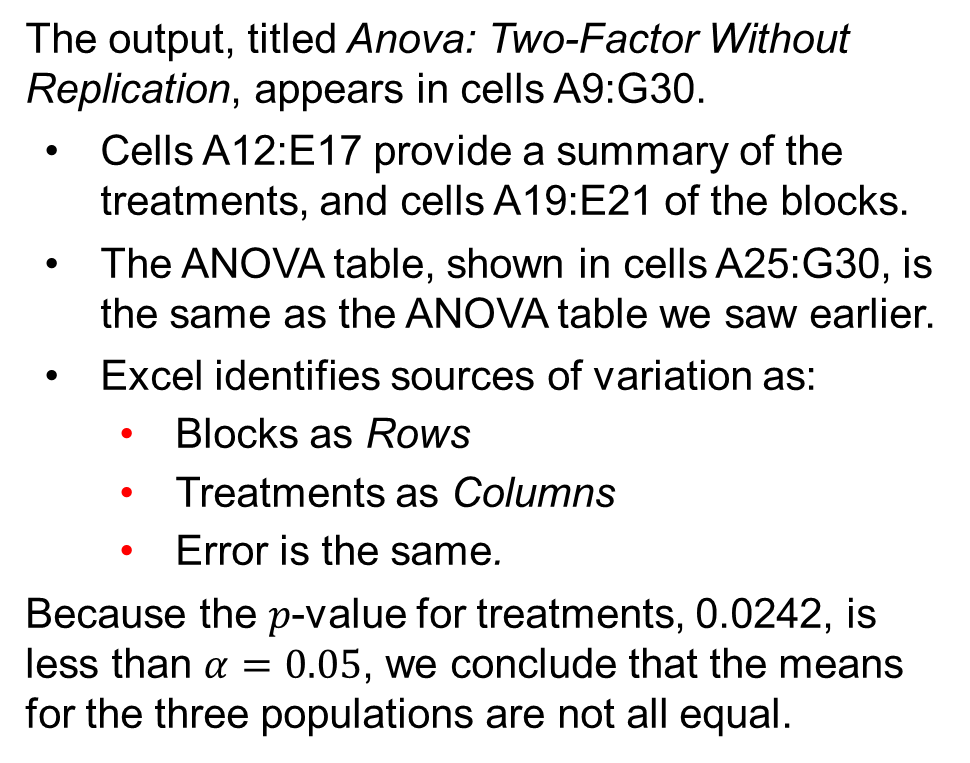 The output, titled Anova: Two-Factor Without
Replication, appears in cells A9:G30.
• Cells A12:E17 provide a summary of the
treatments, and cells A19:E21 of the blocks.
• The ANOVA table, shown in cells A25:G30, is
the same as the ANOVA table we saw earlier.
• Excel identifies sources of variation as:
• Blocks as Rows
• Treatments as Columns
• Error is the same.
Because the p-value for treatments, 0.0242, is
less than α = 0.05, we conclude that the means
for the three populations are not all equal.